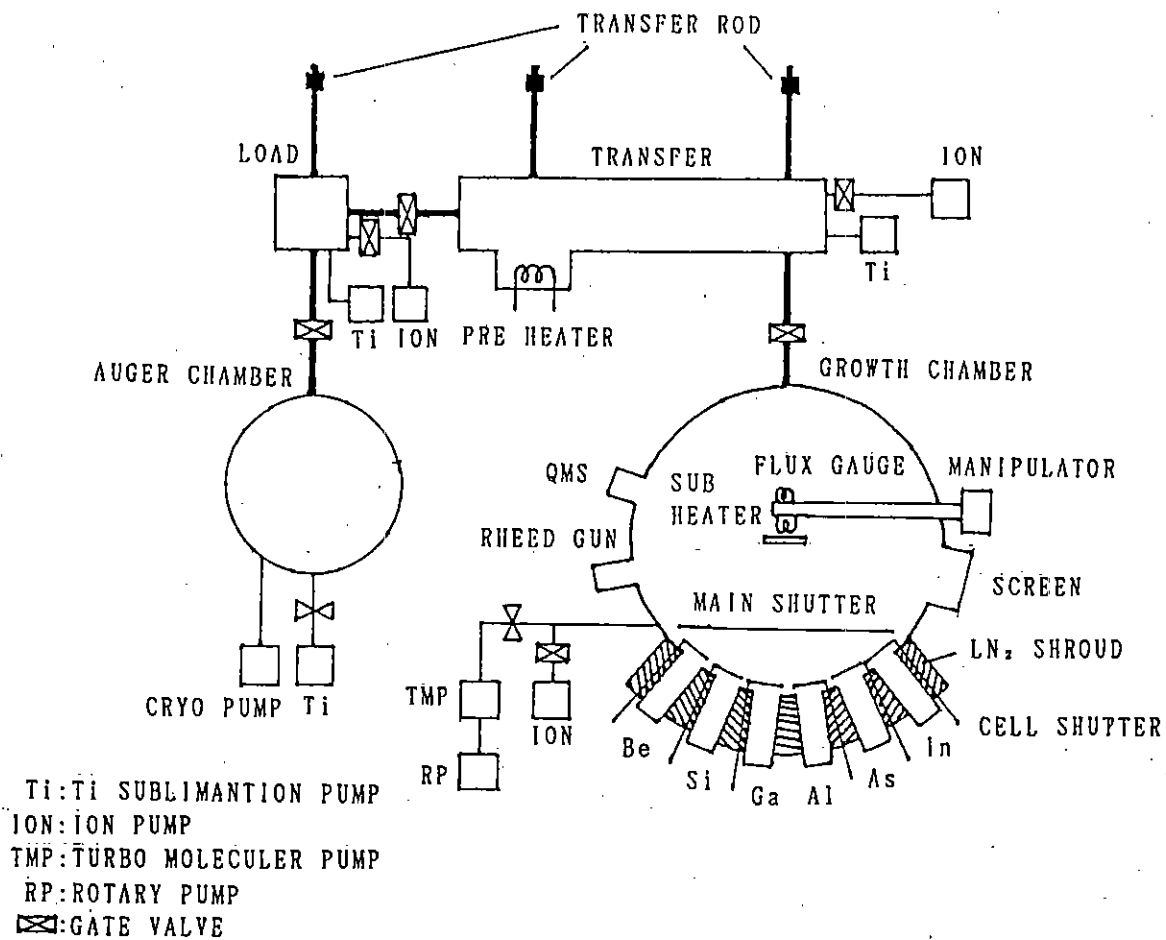 TRANSFER ROD
LOAD
TRANSFER
ION
Ti
Ti ION PRE HEATER
AUGER CHAMBER
GROWTH CHAMBER
QMS
SUB
HEATER
FLUX GAUGE
MANIPULATOR
RHEED GUN
SCREEN
MAIN SHUTTER
LN₂ SHROUD
CRYO PUMP Ti
TMP
ION
CELL SHUTTER
RP
Be
Si
Ga
Al
As
In
Ti:Ti SUBLIMANTION PUMP
ION:ION PUMP
TMP:TURBO MOLECULER PUMP
RP:ROTARY PUMP
:GATE VALVE